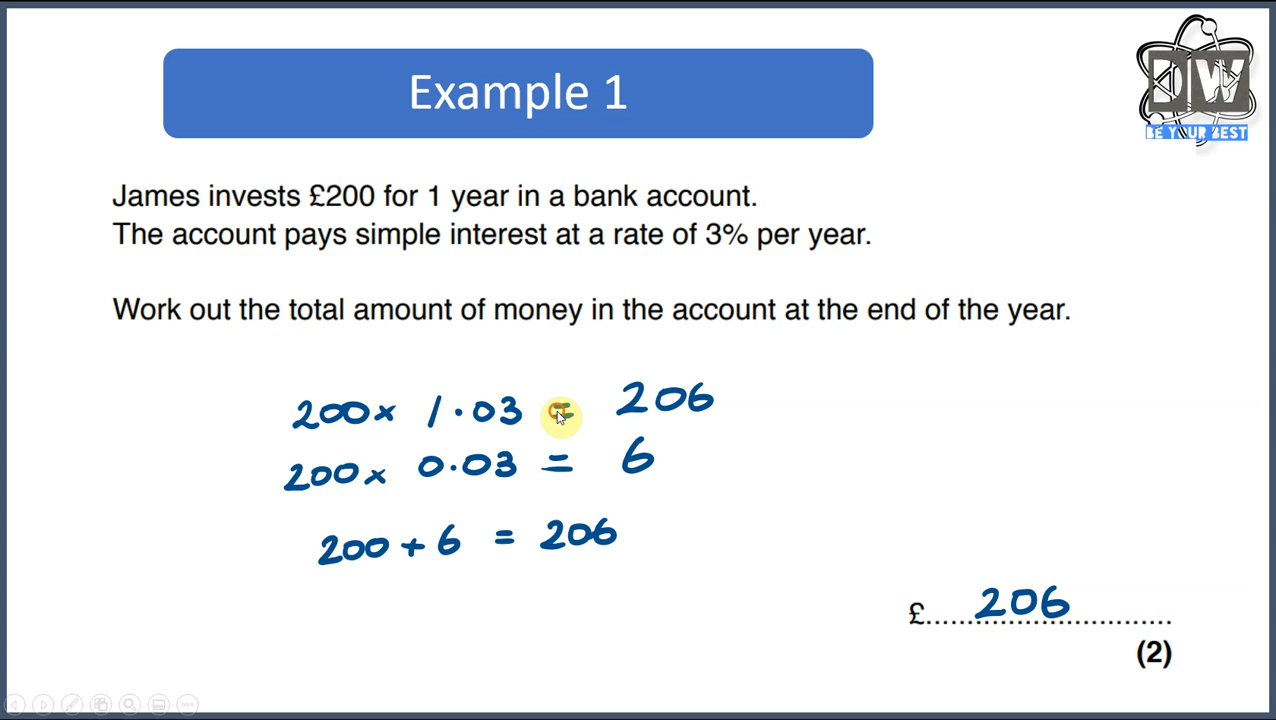 Example 1
DW
BE YOUR BEST
James invests £200 for 1 year in a bank account.
The account pays simple interest at a rate of 3% per year.
Work out the total amount of money in the account at the end of the year.
200 × 1.03 = 206
200 × 0.03 = 6
200 + 6 = 206
£ 206
(2)